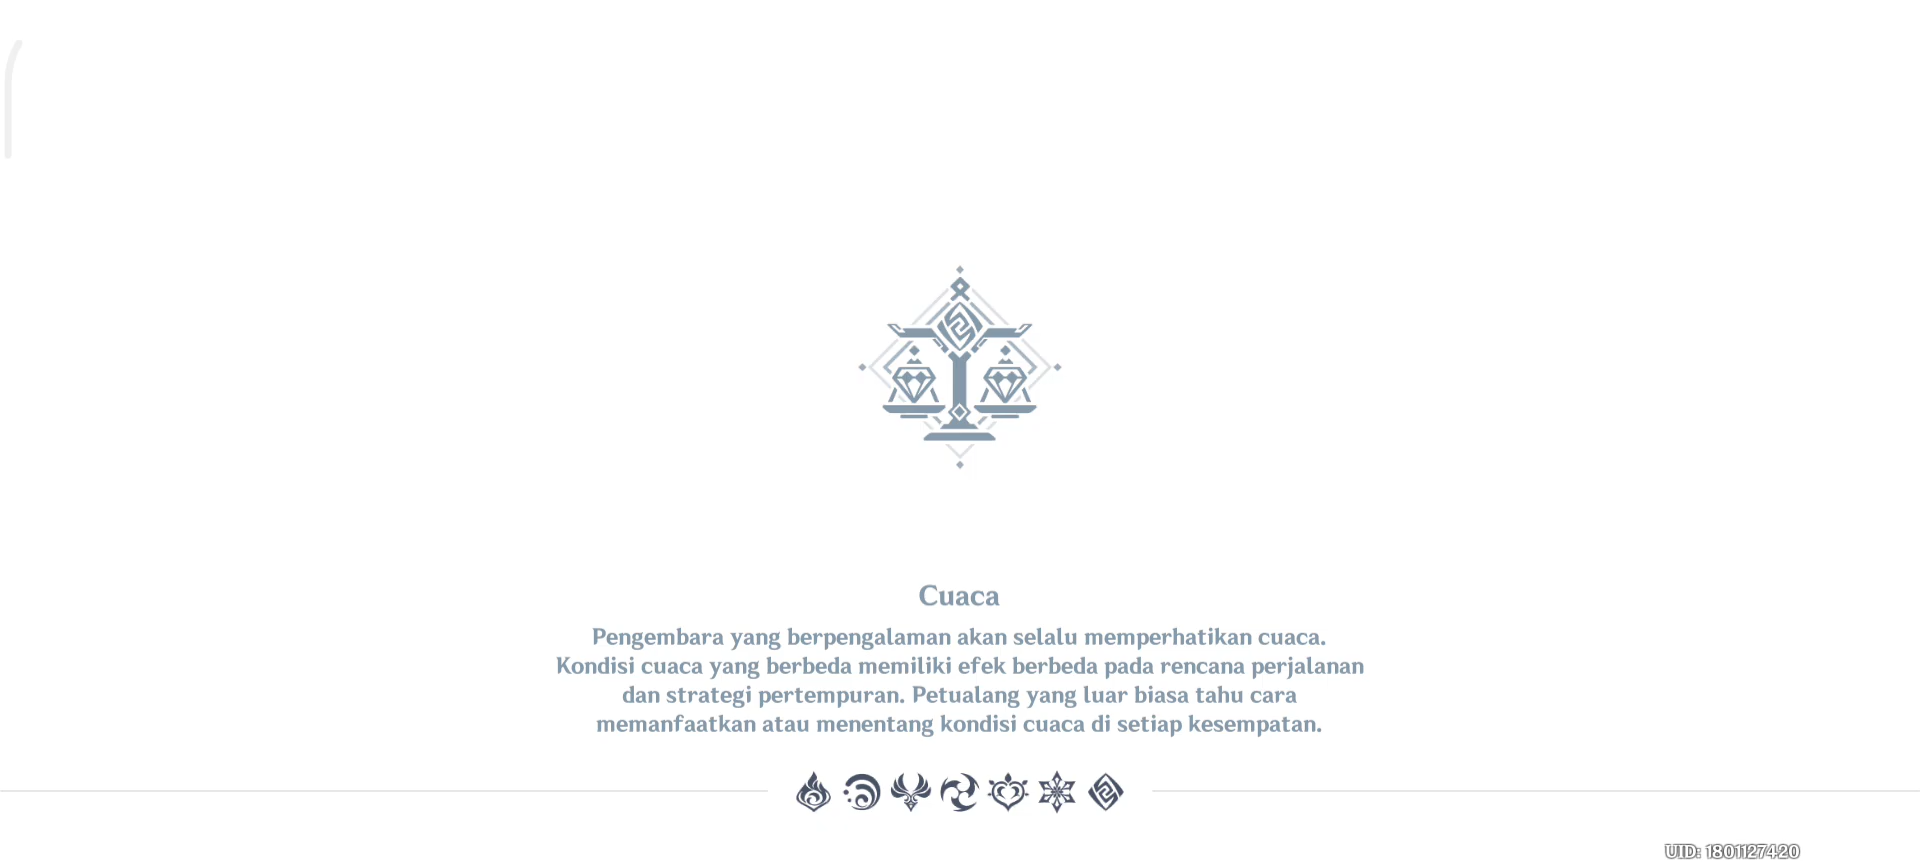 Cuaca
Pengembara yang berpengalaman akan selalu memperhatikan cuaca.
Kondisi cuaca yang berbeda memiliki efek berbeda pada rencana perjalanan
dan strategi pertempuran. Petualang yang luar biasa tahu cara
memanfaatkan atau menentang kondisi cuaca di setiap kesempatan.
UID: 1801127420